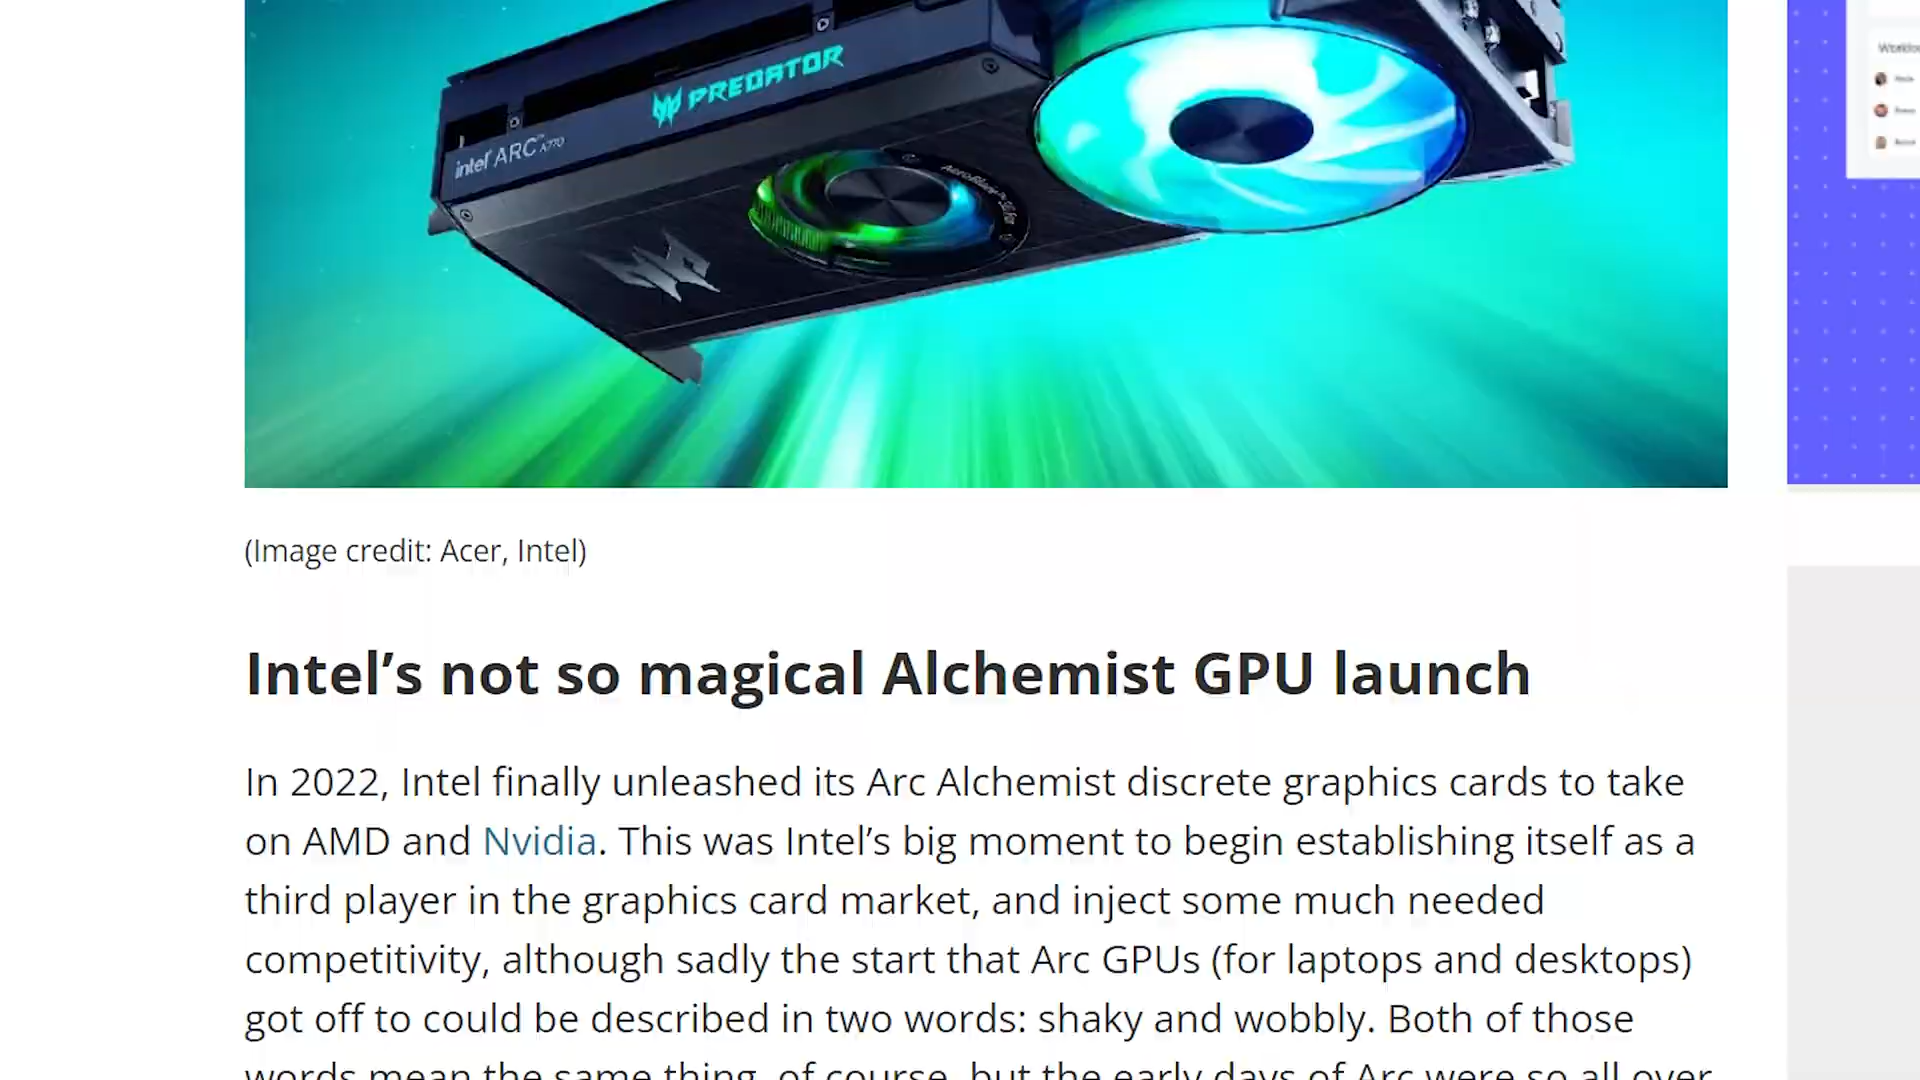 PREDATOR
intel ARC™ A770
(Image credit: Acer, Intel)
Intel’s not so magical Alchemist GPU launch
In 2022, Intel finally unleashed its Arc Alchemist discrete graphics cards to take
on AMD and Nvidia. This was Intel’s big moment to begin establishing itself as a
third player in the graphics card market, and inject some much needed
competitivity, although sadly the start that Arc GPUs (for laptops and desktops)
got off to could be described in two words: shaky and wobbly. Both of those
words mean the same thing, of course, but the early days of Arc were so all over